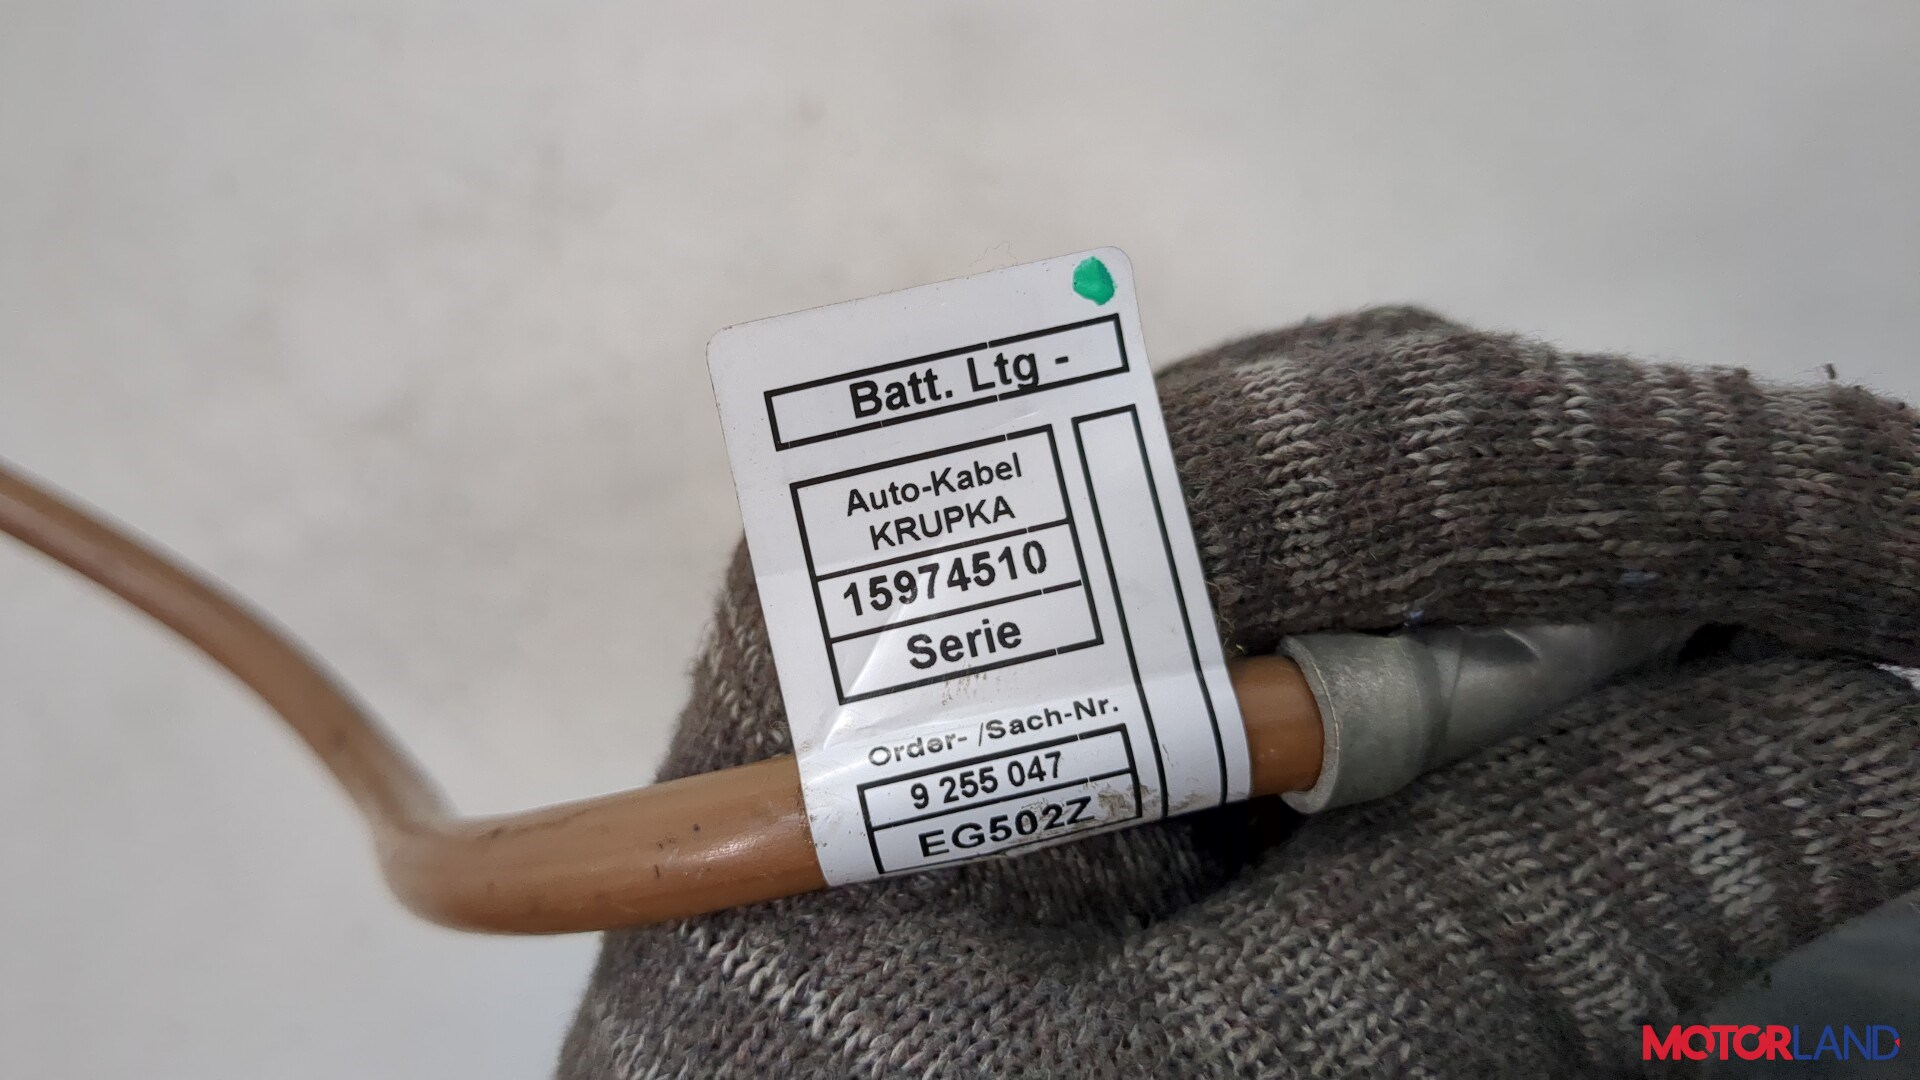 Batt. Ltg -
Auto-Kabel
KRUPKA
15974510
Serie
Order- /Sach-Nr.
9 255 047
EG502Z
MOTORLAND